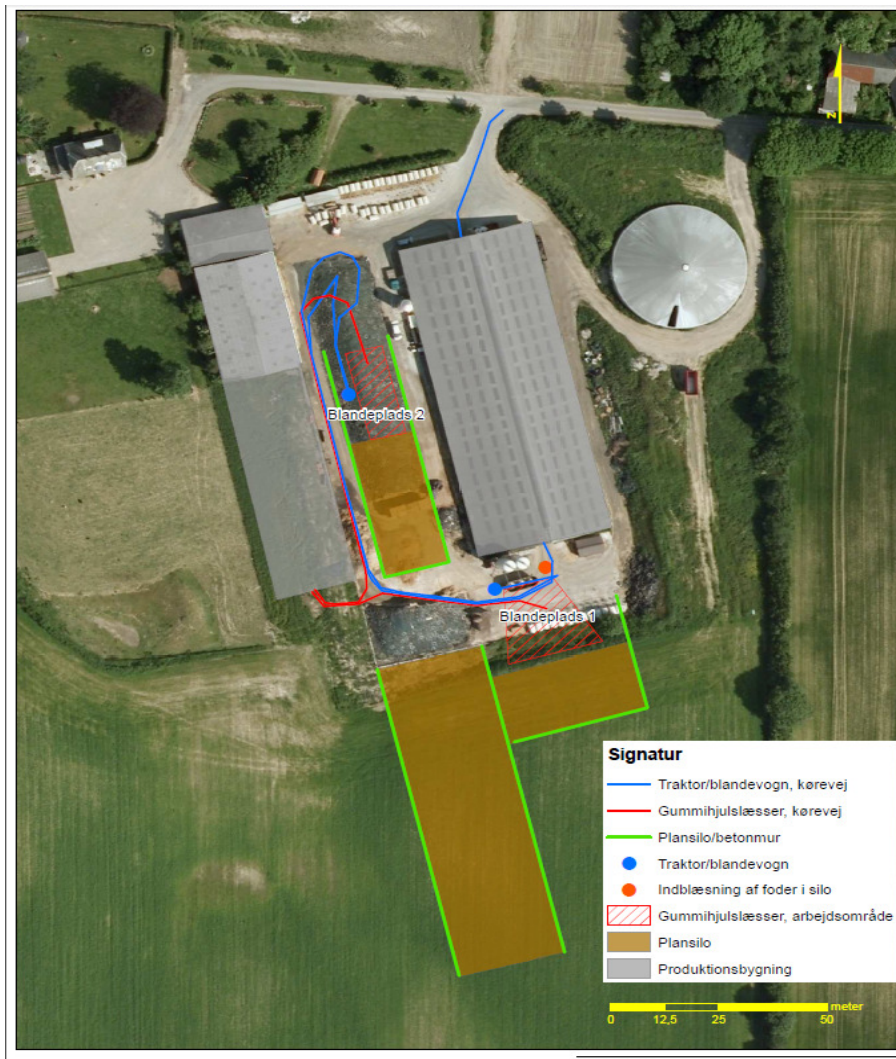 z
Blandeplads 2
Blandeplads 1
Signatur
Traktor/blandevogn, kørevej
Gummihjulslæsser, kørevej
Plansilo/betonmur
Traktor/blandevogn
Indblæsning af foder i silo
Gummihjulslæsser, arbejdsområde
Plansilo
Produktionsbygning
meter
0 12,5 25 50